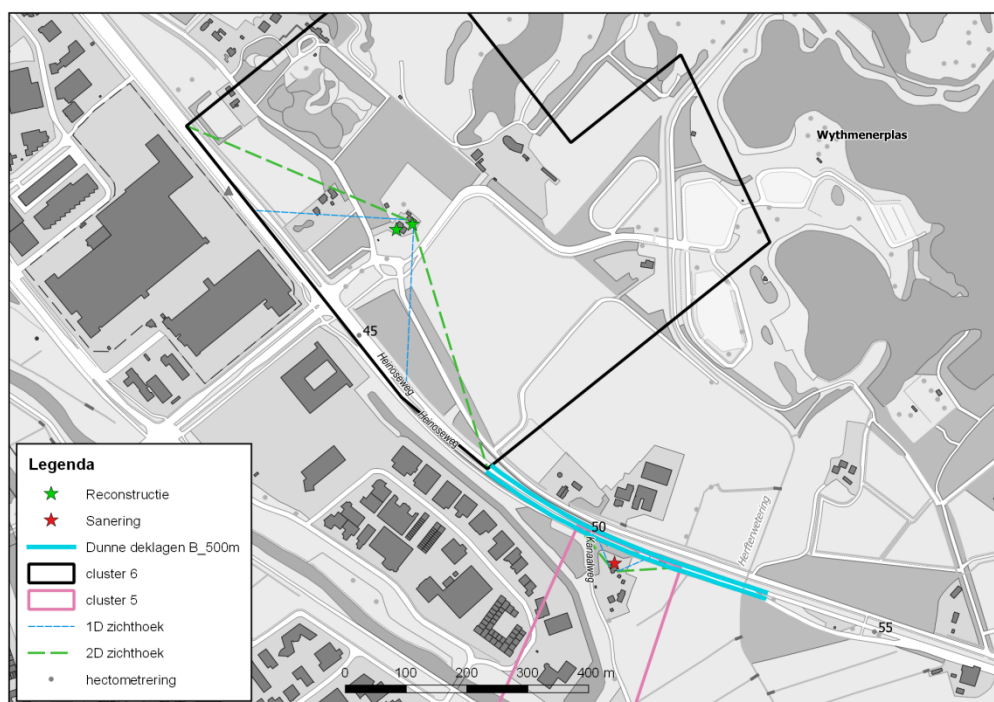 Wythmenerplas
45
Heinoseweg
Heinoseweg
50
Kanaalweg
Herfterwetering
55
Legenda
Reconstructie
Sanering
Dunne deklagen B_500m
cluster 6
cluster 5
1D zichthoek
2D zichthoek
hectometrering
0 100 200 300 400 m